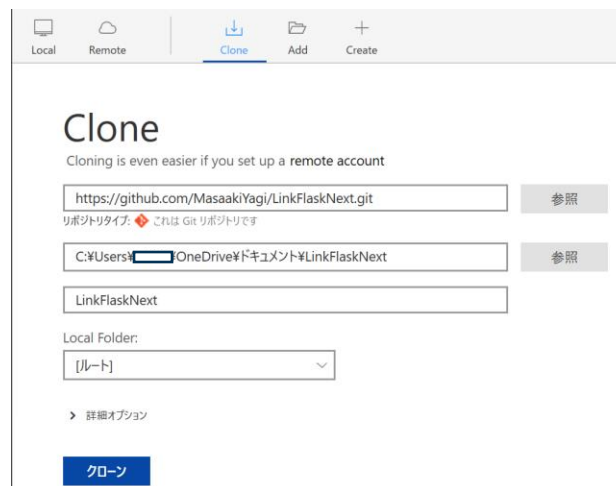 Local Remote Clone Add Create
Clone
Cloning is even easier if you set up a remote account
https://github.com/MasaakiYagi/LinkFlaskNext.git 参照
リポジトリタイプ: これは Git リポジトリです
C:¥Users¥ ¥OneDrive¥ドキュメント¥LinkFlaskNext 参照
LinkFlaskNext
Local Folder:
[ルート]
詳細オプション
クローン